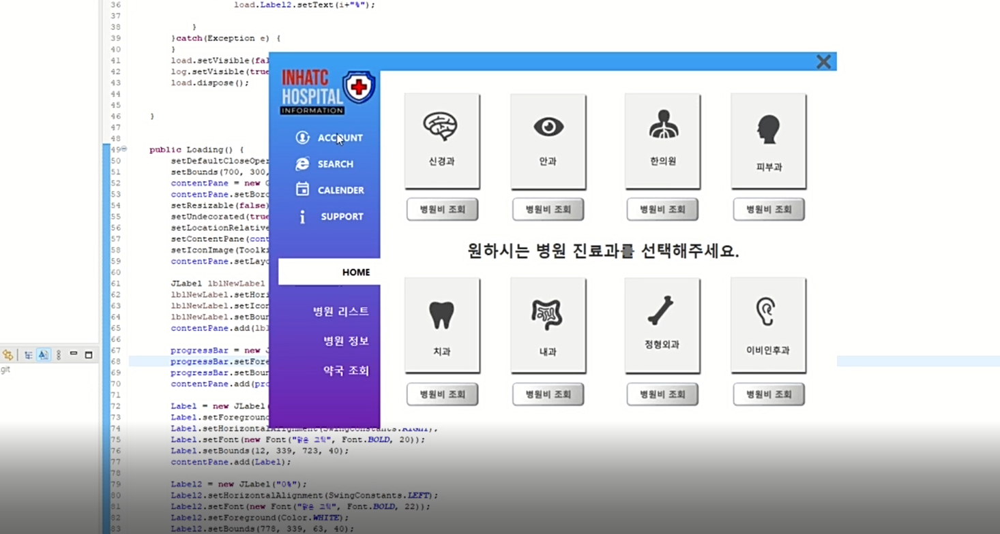 36 load.Label2.setText(i+"%");
37
38 }
39 }catch(Exception e) {
40 }
41 load.setVisible(fal
42 log.setVisible(true
43 load.dispose();
44
45
46 }
47
48
49 public Loading() {
50 setDefaultCloseOper
51 setBounds(700, 300,
52 contentPane = new
53 contentPane.setBor
54 setResizable(false)
55 setUndecorated(true
56 setLocationRelative
57 setContentPane(cont
58 setIconImage(Toolki
59 contentPane.setLay
60
61 JLabel lblNewLabel
62 lblNewLabel.setHori
63 lblNewLabel.setIcon
64 lblNewLabel.setBoun
65 contentPane.add(lbl
66
67 progressBar = new J
68 progressBar.setFore
69 progressBar.setBoun
70 contentPane.add(pro
71
72 Label = new JLabel(
73 Label.setForeground
74 Label.setHorizontalAlignment(SwingConstants.RIGHT);
75 Label.setFont(new Font("맑은 고딕", Font.BOLD, 20));
76 Label.setBounds(12, 339, 723, 40);
77 contentPane.add(Label);
78
79 Label2 = new JLabel("0%");
80 Label2.setHorizontalAlignment(SwingConstants.LEFT);
81 Label2.setFont(new Font("맑은 고딕", Font.BOLD, 22));
82 Label2.setForeground(Color.WHITE);
83 Label2.setBounds(778, 339, 63, 40);
git
INHATC
HOSPITAL
INFORMATION
ACCOUNT
SEARCH
CALENDER
SUPPORT
HOME
병원 리스트
병원 정보
약국 조회
신경과 안과 한의원 피부과
병원비 조회 병원비 조회 병원비 조회 병원비 조회
원하시는 병원 진료과를 선택해주세요.
치과 내과 정형외과 이비인후과
병원비 조회 병원비 조회 병원비 조회 병원비 조회